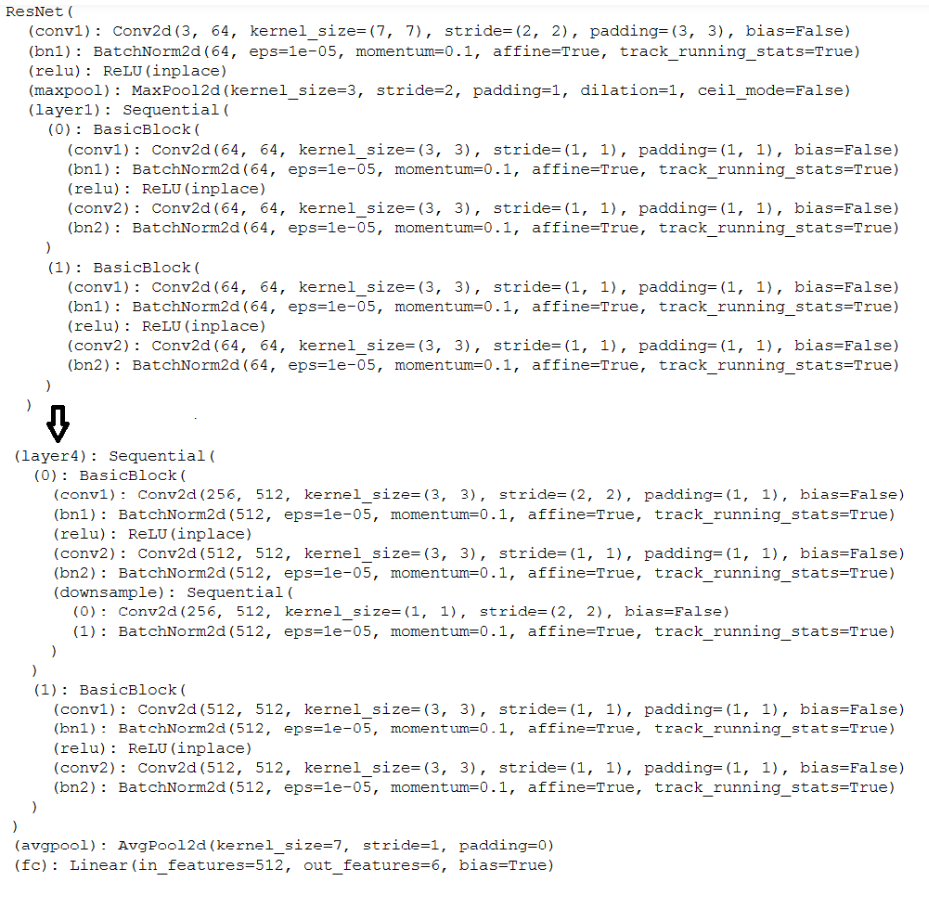 ResNet(
(conv1): Conv2d(3, 64, kernel_size=(7, 7), stride=(2, 2), padding=(3, 3), bias=False)
(bn1): BatchNorm2d(64, eps=1e-05, momentum=0.1, affine=True, track_running_stats=True)
(relu): ReLU(inplace)
(maxpool): MaxPool2d(kernel_size=3, stride=2, padding=1, dilation=1, ceil_mode=False)
(layer1): Sequential(
(0): BasicBlock(
(conv1): Conv2d(64, 64, kernel_size=(3, 3), stride=(1, 1), padding=(1, 1), bias=False)
(bn1): BatchNorm2d(64, eps=1e-05, momentum=0.1, affine=True, track_running_stats=True)
(relu): ReLU(inplace)
(conv2): Conv2d(64, 64, kernel_size=(3, 3), stride=(1, 1), padding=(1, 1), bias=False)
(bn2): BatchNorm2d(64, eps=1e-05, momentum=0.1, affine=True, track_running_stats=True)
)
(1): BasicBlock(
(conv1): Conv2d(64, 64, kernel_size=(3, 3), stride=(1, 1), padding=(1, 1), bias=False)
(bn1): BatchNorm2d(64, eps=1e-05, momentum=0.1, affine=True, track_running_stats=True)
(relu): ReLU(inplace)
(conv2): Conv2d(64, 64, kernel_size=(3, 3), stride=(1, 1), padding=(1, 1), bias=False)
(bn2): BatchNorm2d(64, eps=1e-05, momentum=0.1, affine=True, track_running_stats=True)
)
)
(layer4): Sequential(
(0): BasicBlock(
(conv1): Conv2d(256, 512, kernel_size=(3, 3), stride=(2, 2), padding=(1, 1), bias=False)
(bn1): BatchNorm2d(512, eps=1e-05, momentum=0.1, affine=True, track_running_stats=True)
(relu): ReLU(inplace)
(conv2): Conv2d(512, 512, kernel_size=(3, 3), stride=(1, 1), padding=(1, 1), bias=False)
(bn2): BatchNorm2d(512, eps=1e-05, momentum=0.1, affine=True, track_running_stats=True)
(downsample): Sequential(
(0): Conv2d(256, 512, kernel_size=(1, 1), stride=(2, 2), bias=False)
(1): BatchNorm2d(512, eps=1e-05, momentum=0.1, affine=True, track_running_stats=True)
)
)
(1): BasicBlock(
(conv1): Conv2d(512, 512, kernel_size=(3, 3), stride=(1, 1), padding=(1, 1), bias=False)
(bn1): BatchNorm2d(512, eps=1e-05, momentum=0.1, affine=True, track_running_stats=True)
(relu): ReLU(inplace)
(conv2): Conv2d(512, 512, kernel_size=(3, 3), stride=(1, 1), padding=(1, 1), bias=False)
(bn2): BatchNorm2d(512, eps=1e-05, momentum=0.1, affine=True, track_running_stats=True)
)
)
(avgpool): AvgPool2d(kernel_size=7, stride=1, padding=0)
(fc): Linear(in_features=512, out_features=6, bias=True)